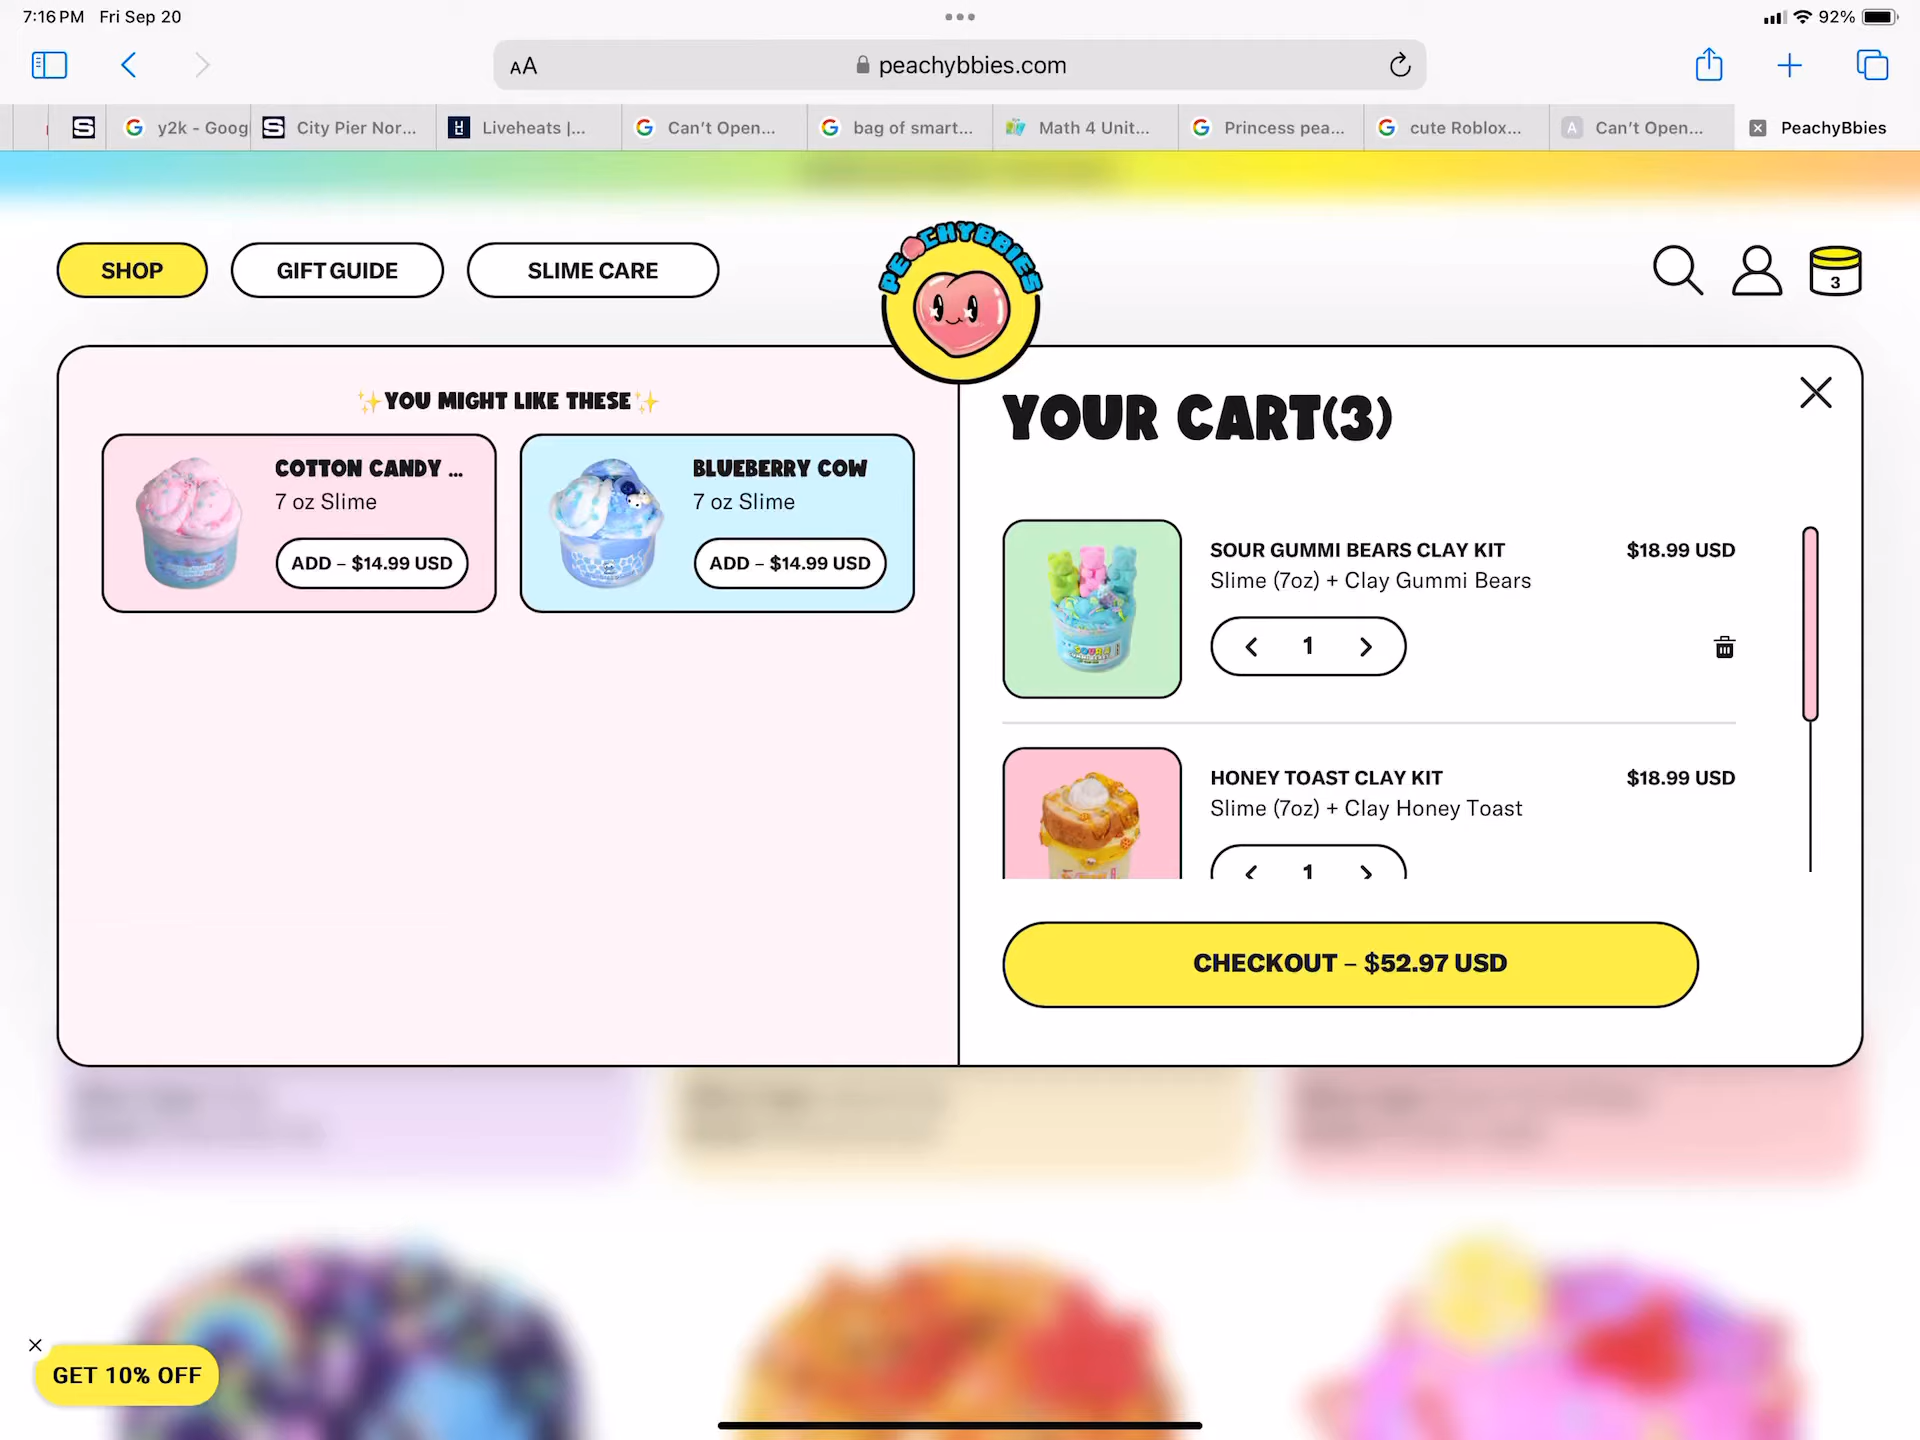 7:16 PM Fri Sep 20
92%
AA
peachybbies.com
y2k - Goog
City Pier Nor...
Liveheats |...
Can't Open...
bag of smart...
Math 4 Unit...
Princess pea...
cute Roblox...
Can't Open...
PeachyBbies
SHOP
GIFT GUIDE
SLIME CARE
PEACHYBBIES
3
✨YOU MIGHT LIKE THESE✨
COTTON CANDY ...
7 oz Slime
ADD – $14.99 USD
BLUEBERRY COW
7 oz Slime
ADD – $14.99 USD
YOUR CART(3)
SOUR GUMMI BEARS CLAY KIT
$18.99 USD
Slime (7oz) + Clay Gummi Bears
1
HONEY TOAST CLAY KIT
$18.99 USD
Slime (7oz) + Clay Honey Toast
1
CHECKOUT – $52.97 USD
GET 10% OFF